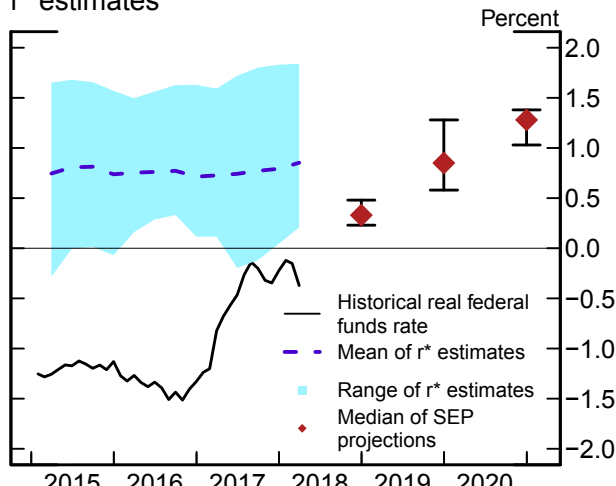 r* estimates
Percent
2.0
1.5
1.0
0.5
0.0
−0.5
−1.0
−1.5
−2.0
Historical real federal
funds rate
Mean of r* estimates
Range of r* estimates
Median of SEP
projections
2015 2016 2017 2018 2019 2020